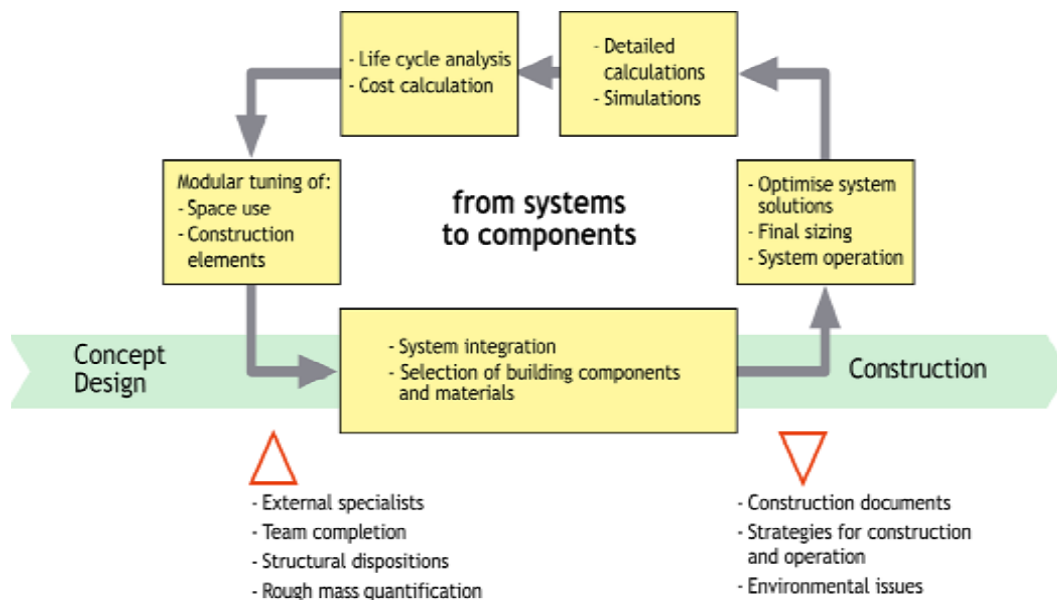 - Life cycle analysis
- Cost calculation
- Detailed
calculations
- Simulations
Modular tuning of:
- Space use
- Construction
elements
from systems
to components
- Optimise system
solutions
- Final sizing
- System operation
Concept
Design
- System integration
- Selection of building components
and materials
Construction
- External specialists
- Team completion
- Structural dispositions
- Rough mass quantification
- Construction documents
- Strategies for construction
and operation
- Environmental issues